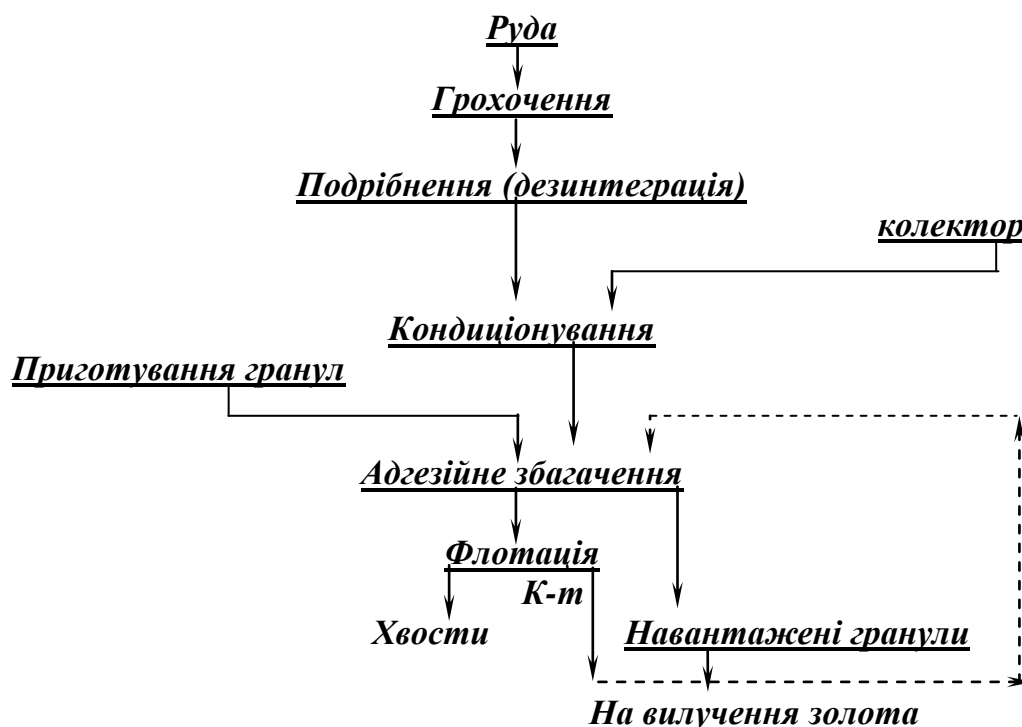 Руда
Грохочення
Подрібнення (дезинтеграція)
колектор
Кондиціонування
Приготування гранул
Адгезійне збагачення
Флотація
К-т
Хвости
Навантажені гранули
На вилучення золота